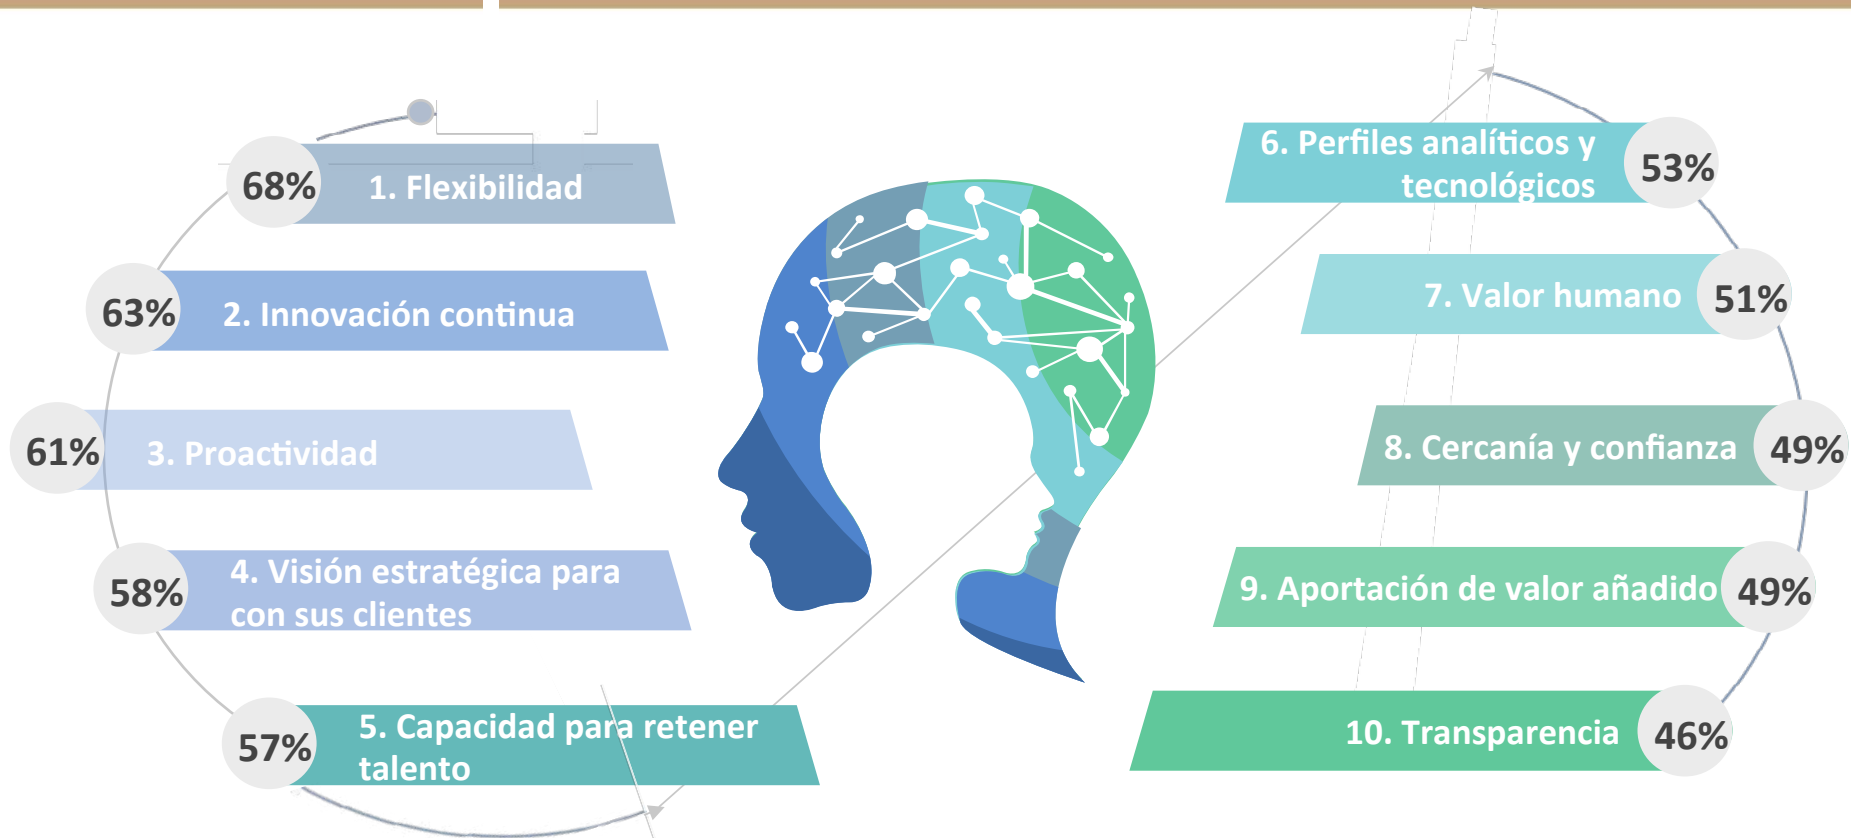 68%
1. Flexibilidad
63%
2. Innovación continua
61%
3. Proactividad
58%
4. Visión estratégica para
con sus clientes
57%
5. Capacidad para retener
talento
6. Perfiles analíticos y
tecnológicos
53%
7. Valor humano
51%
8. Cercanía y confianza
49%
9. Aportación de valor añadido
49%
10. Transparencia
46%